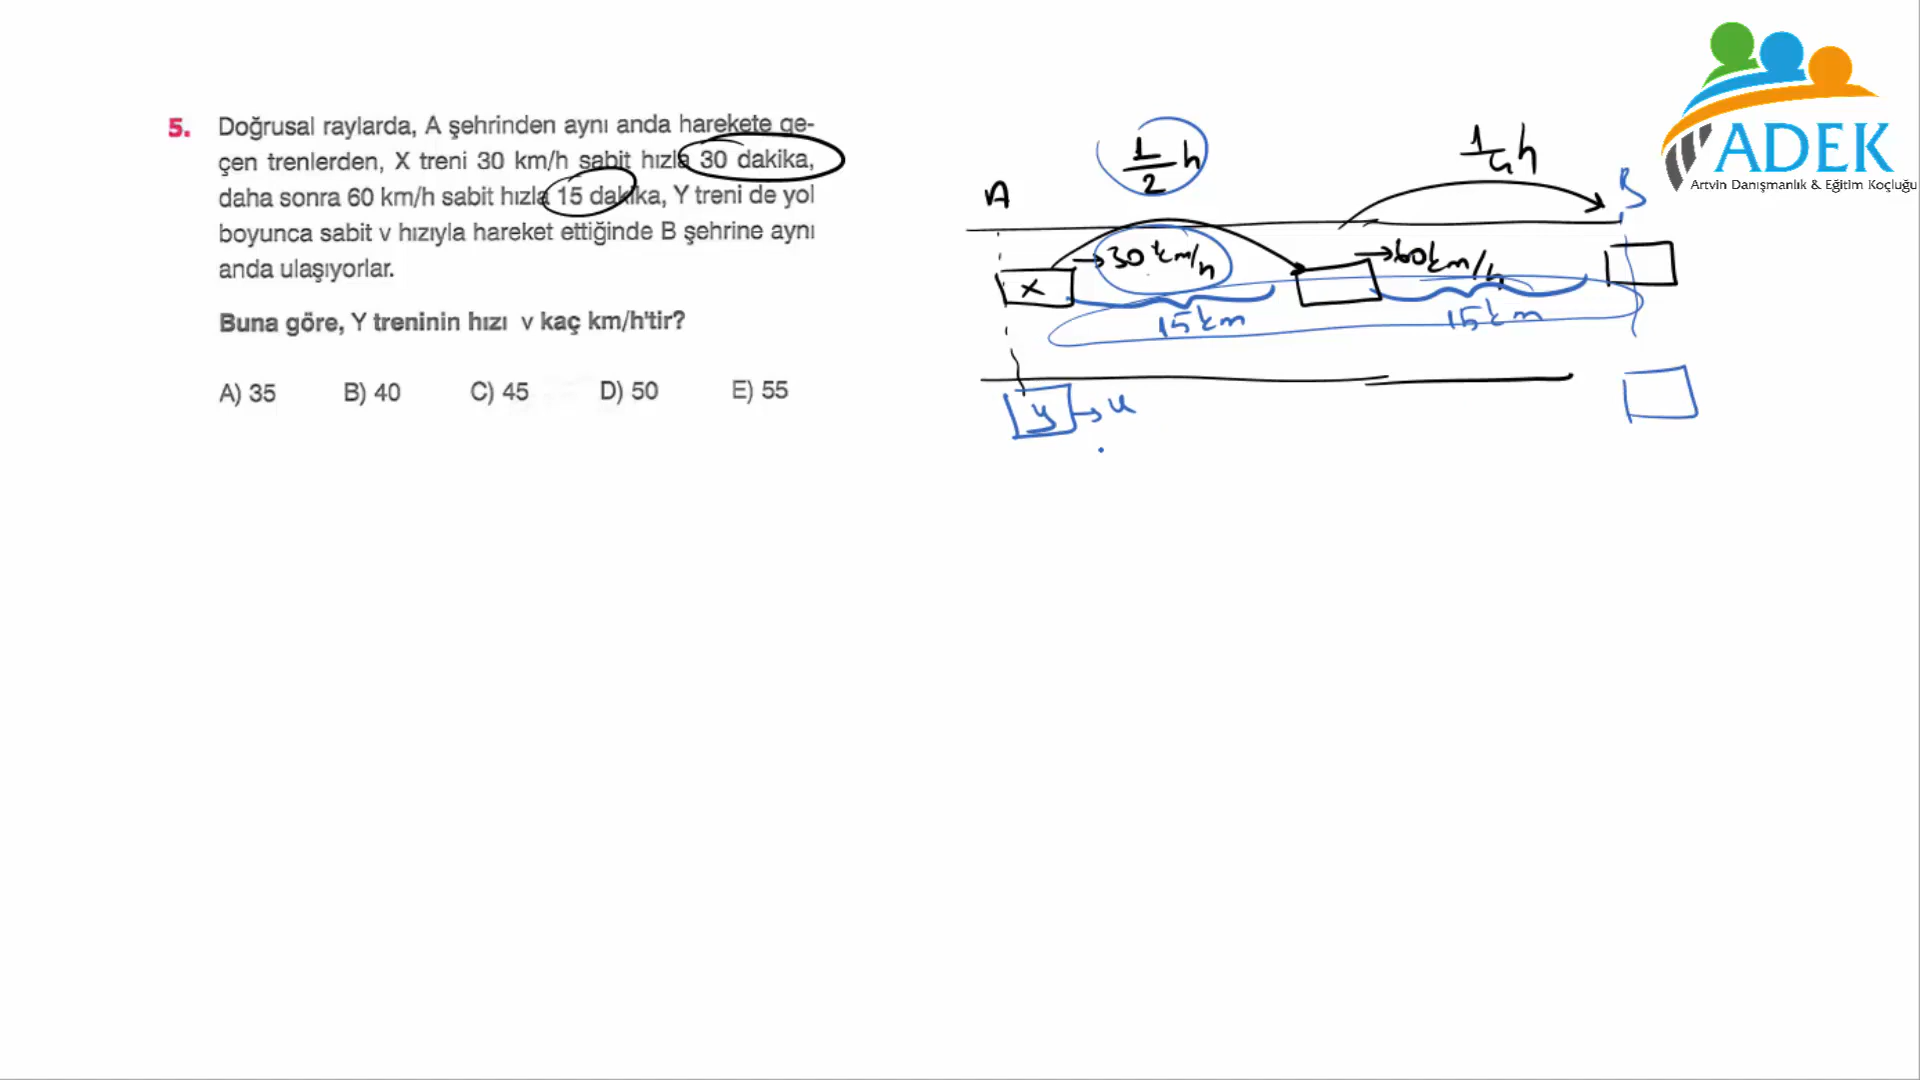 5. Doğrusal raylarda, A şehrinden aynı anda harekete ge-
çen trenlerden, X treni 30 km/h sabit hızla 30 dakika,
daha sonra 60 km/h sabit hızla 15 dakika, Y treni de yol
boyunca sabit v hızıyla hareket ettiğinde B şehrine aynı
anda ulaşıyorlar.
Buna göre, Y treninin hızı v kaç km/h'tir?
A) 35 B) 40 C) 45 D) 50 E) 55
A
1/2 h
1/4 h
B
X
30 km/h
60 km/h
15 km
15 km
y
u
ADEK
Artvin Danışmanlık & Eğitim Koçluğu